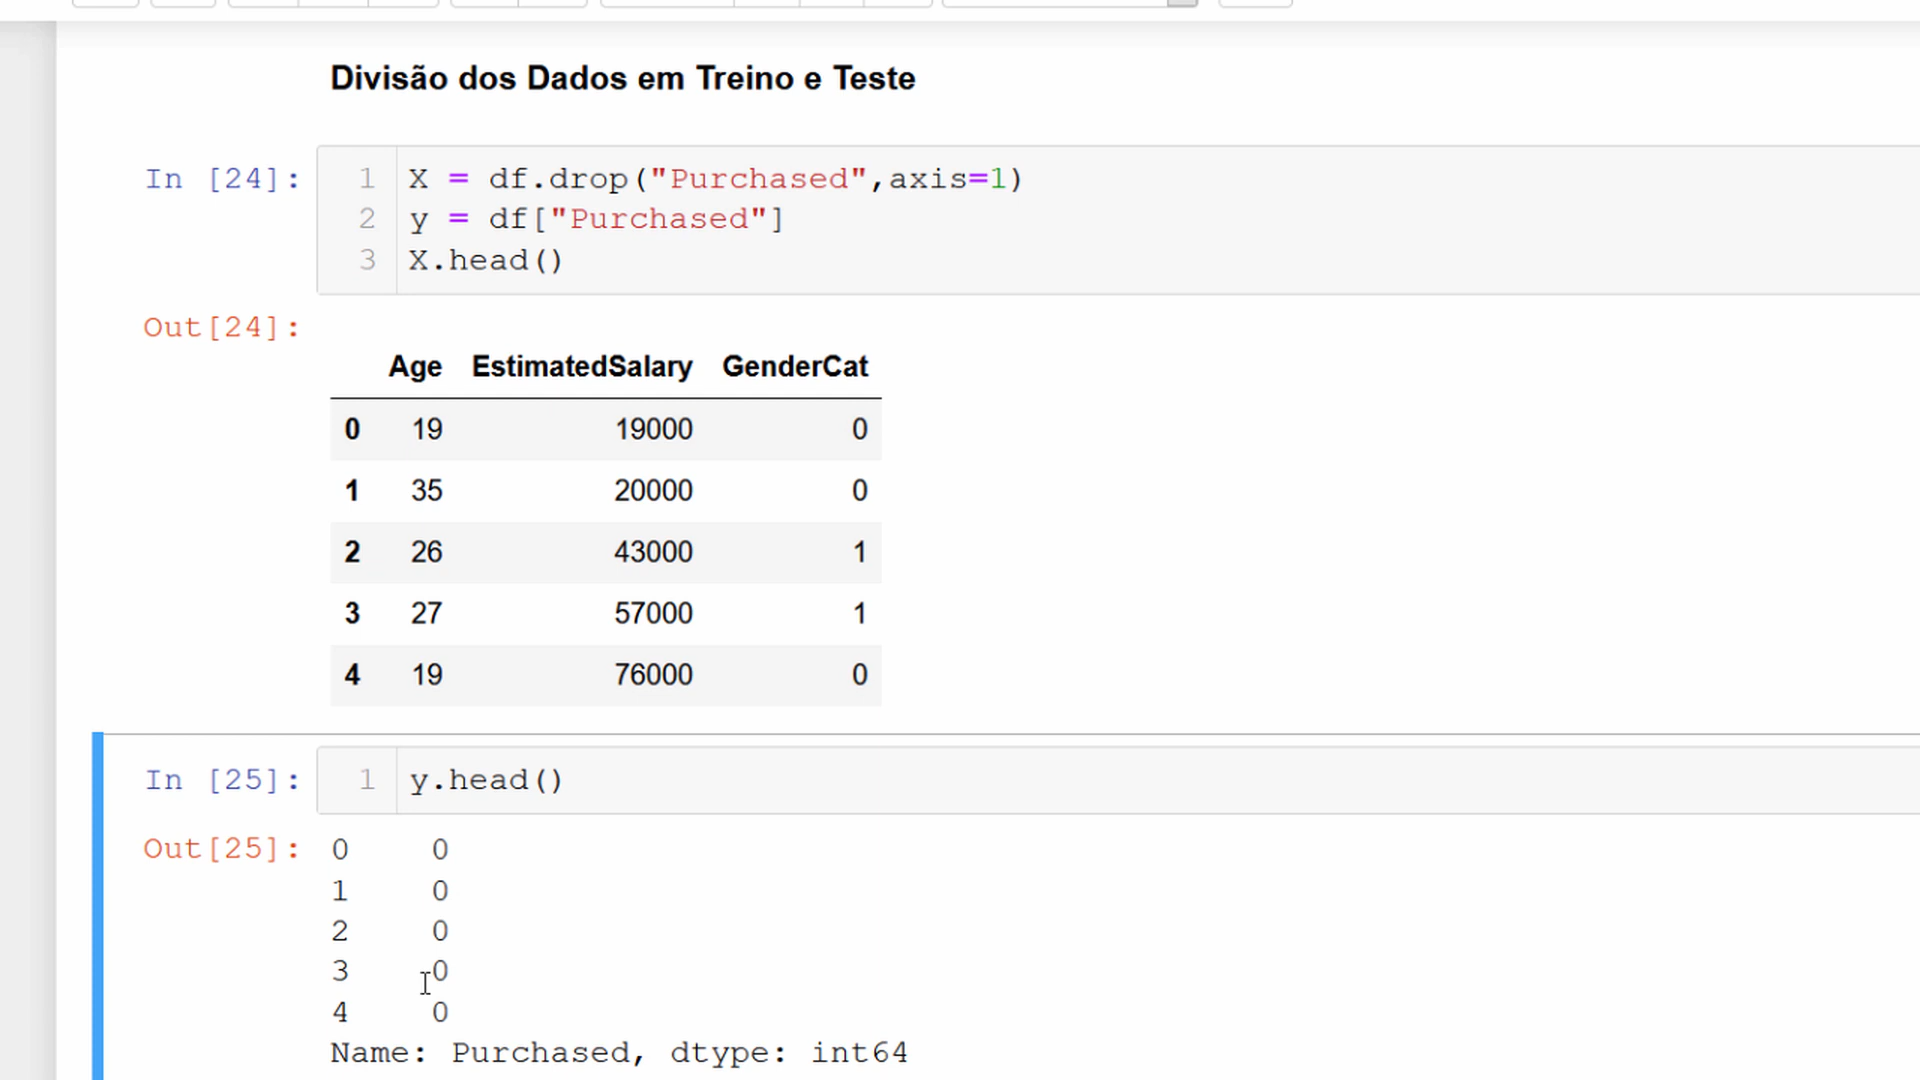 Divisão dos Dados em Treino e Teste
In [24]:
1 X = df.drop("Purchased",axis=1)
2 y = df["Purchased"]
3 X.head()
Out[24]:
Age EstimatedSalary GenderCat
0 19 19000 0
1 35 20000 0
2 26 43000 1
3 27 57000 1
4 19 76000 0
In [25]:
1 y.head()
Out[25]:
0 0
1 0
2 0
3 0
4 0
Name: Purchased, dtype: int64